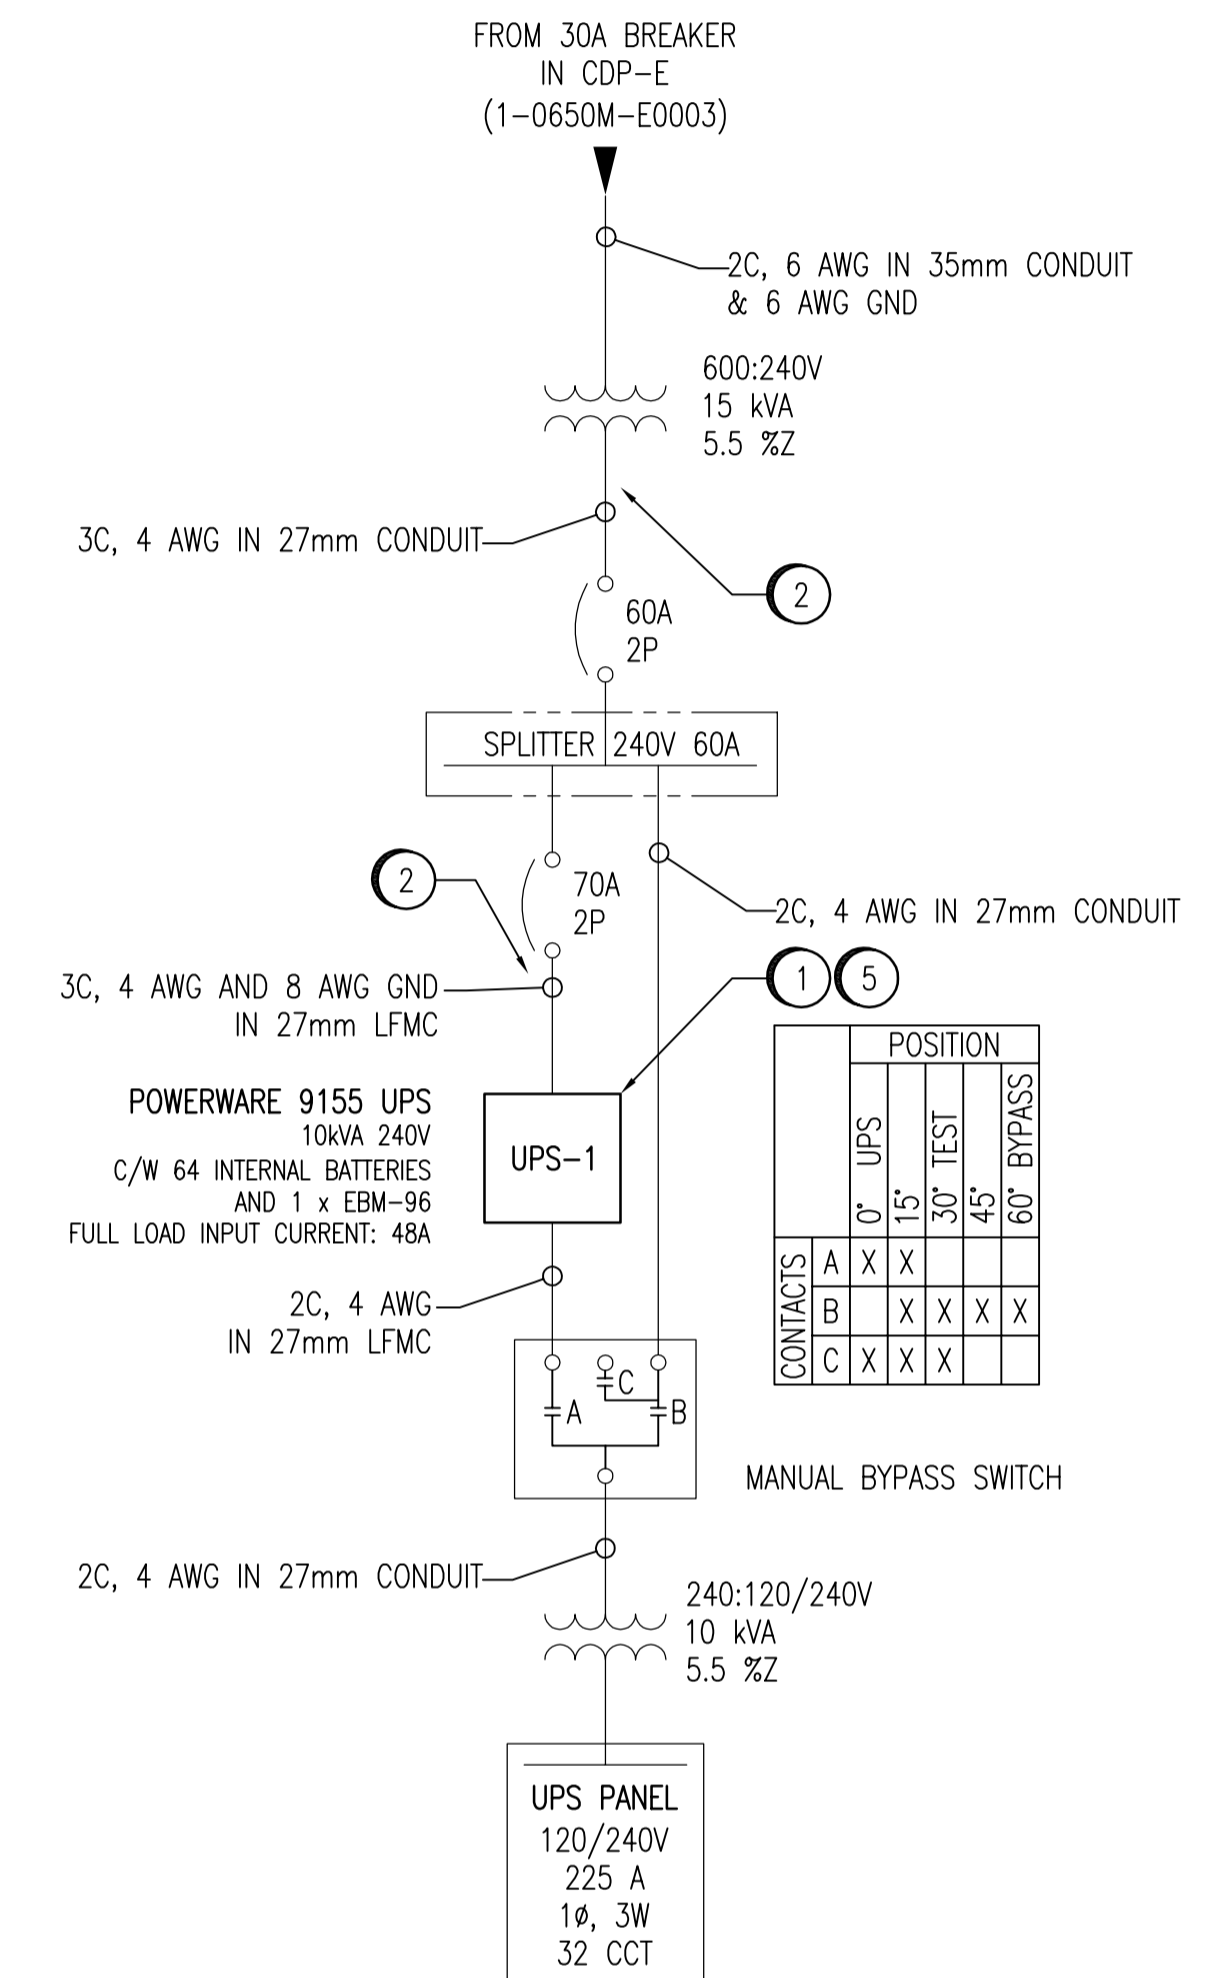 FROM 30A BREAKER
IN CDP-E
(1-0650M-E0003)
2C, 6 AWG IN 35mm CONDUIT
& 6 AWG GND
600:240V
15 kVA
5.5 %Z
3C, 4 AWG IN 27mm CONDUIT
2
60A
2P
SPLITTER 240V 60A
2
70A
2P
2C, 4 AWG IN 27mm CONDUIT
3C, 4 AWG AND 8 AWG GND
IN 27mm LFMC
1 5
POWERWARE 9155 UPS
10kVA 240V
C/W 64 INTERNAL BATTERIES
AND 1 x EBM-96
FULL LOAD INPUT CURRENT: 48A
UPS-1
POSITION
0° UPS
15°
30° TEST
45°
60° BYPASS
CONTACTS
A X X
B X X X X
C X X X
2C, 4 AWG
IN 27mm LFMC
C
A
B
MANUAL BYPASS SWITCH
2C, 4 AWG IN 27mm CONDUIT
240:120/240V
10 kVA
5.5 %Z
UPS PANEL
120/240V
225 A
1ø, 3W
32 CCT